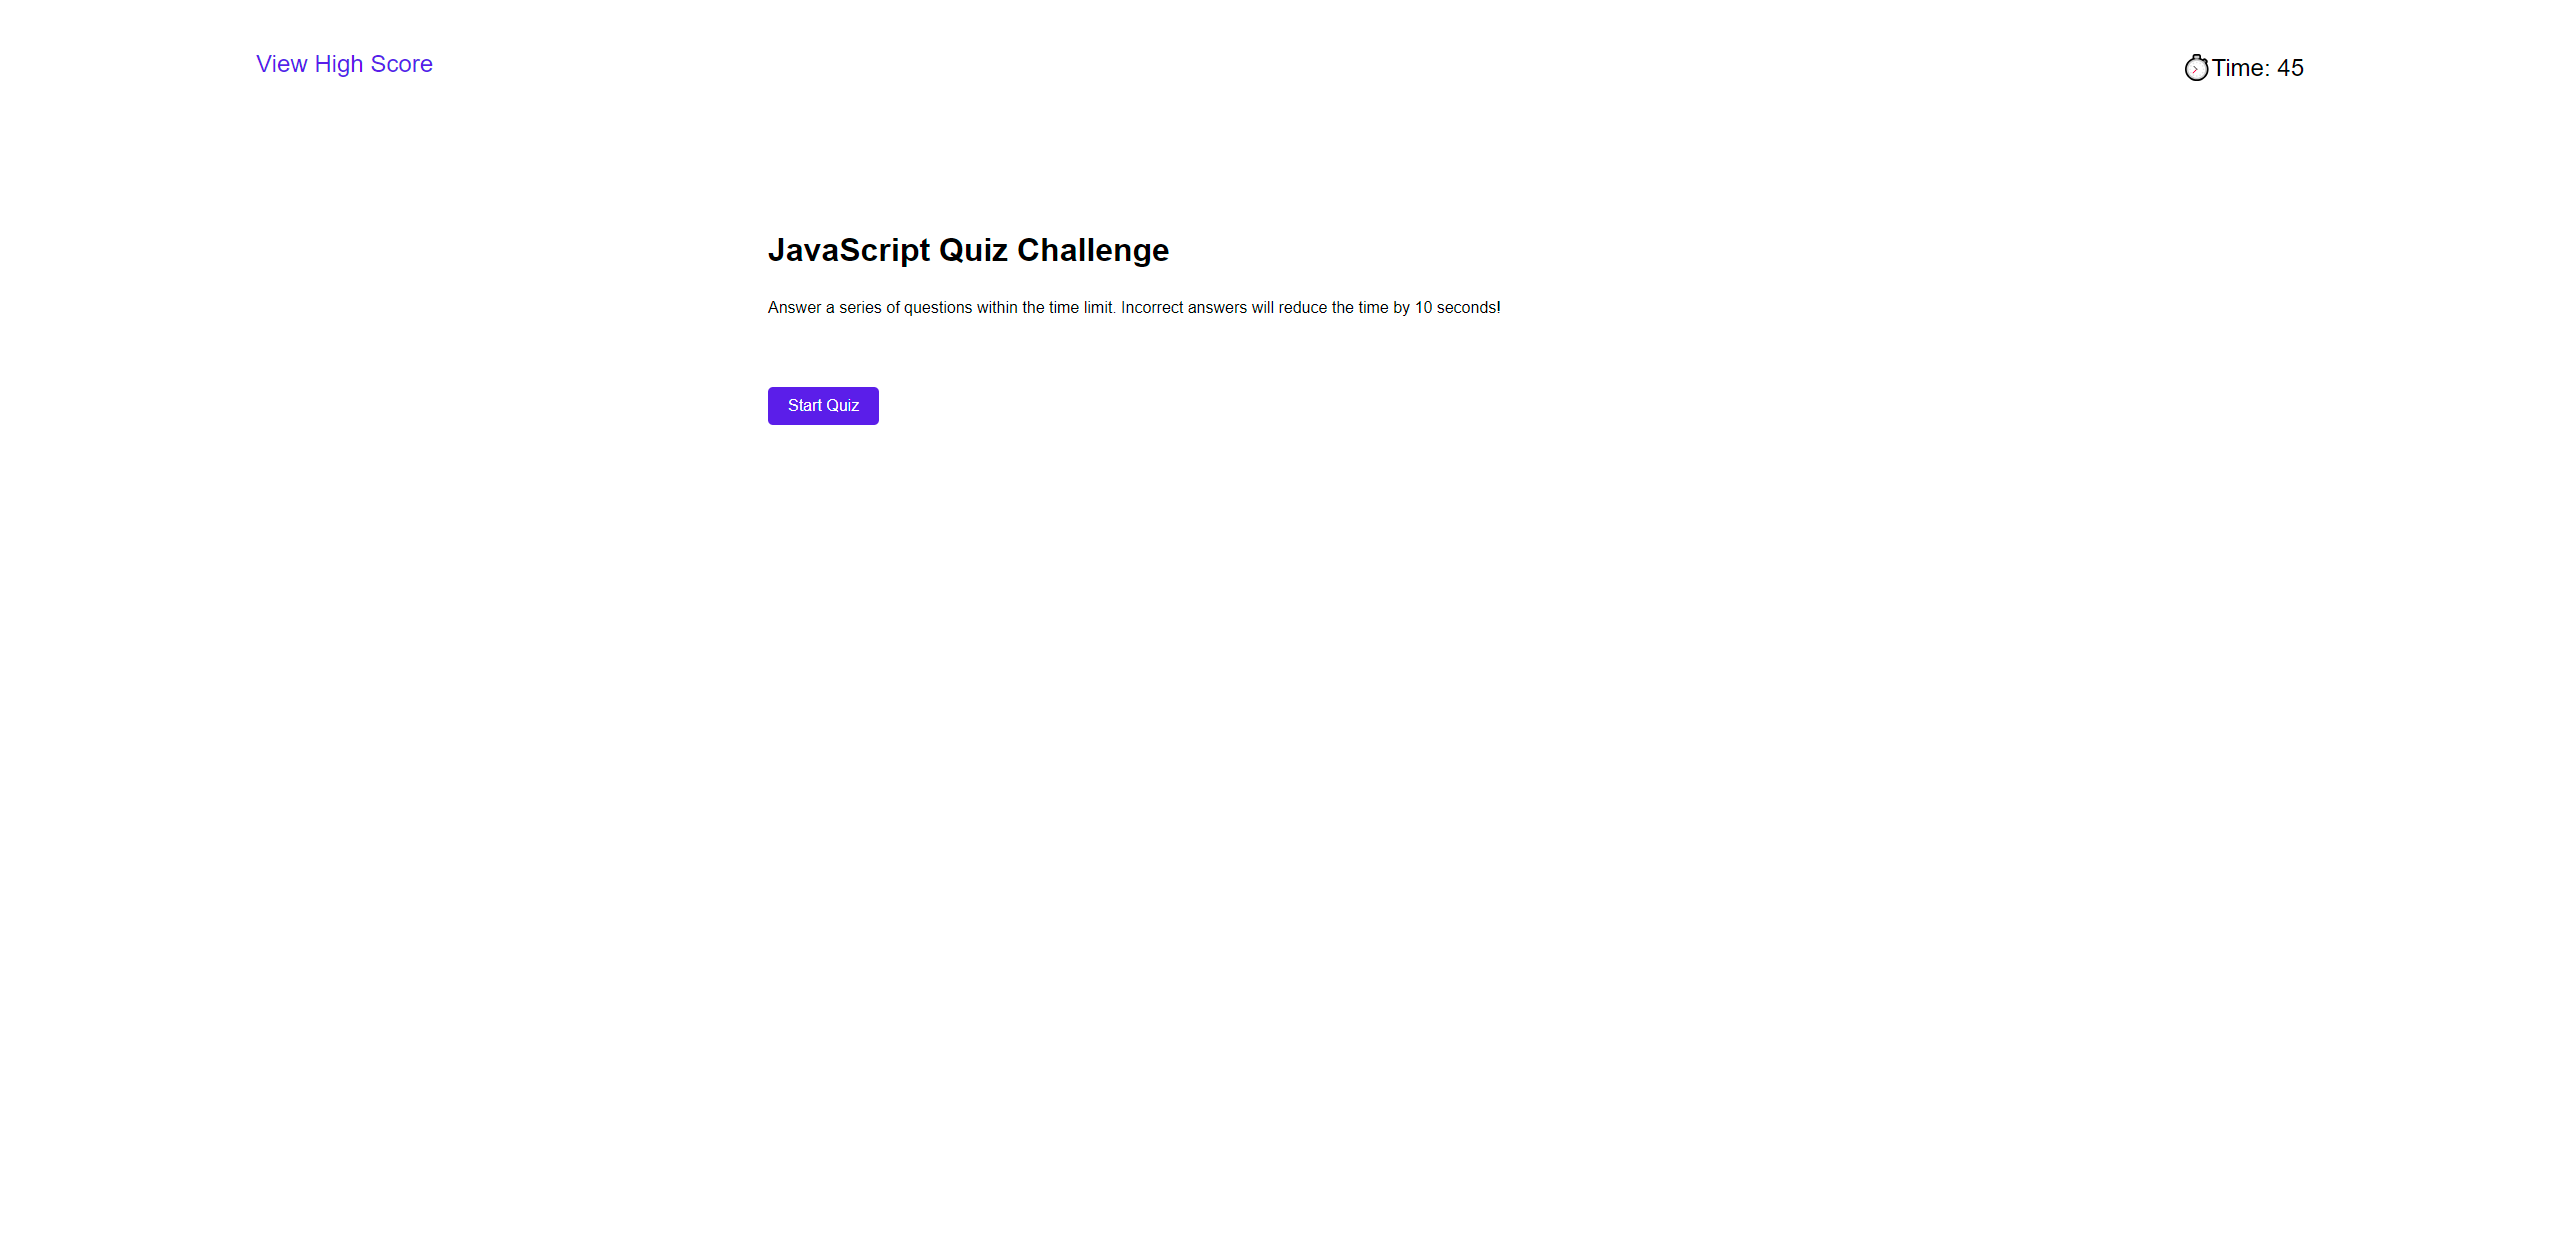 View High Score
Time: 45
JavaScript Quiz Challenge
Answer a series of questions within the time limit. Incorrect answers will reduce the time by 10 seconds!
Start Quiz